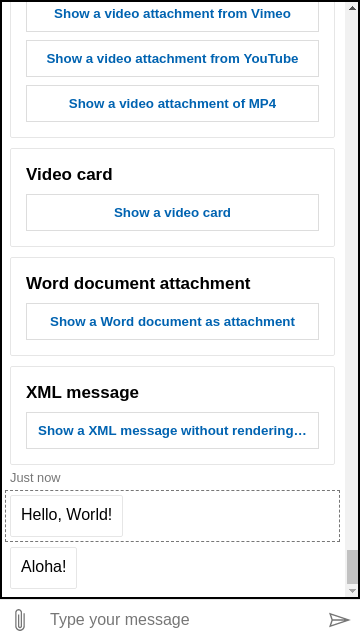 Show a video attachment from Vimeo
Show a video attachment from YouTube
Show a video attachment of MP4
Video card
Show a video card
Word document attachment
Show a Word document as attachment
XML message
Show a XML message without rendering…
Just now
Hello, World!
Aloha!
Type your message